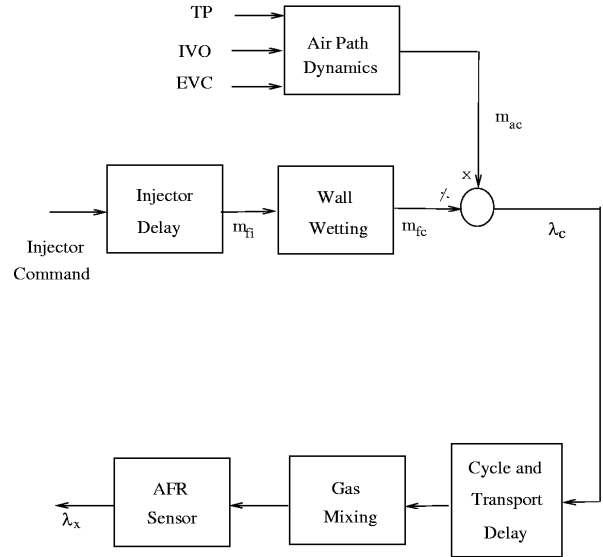 TP
IVO
EVC
Air Path
Dynamics
m_ac
x
Injector
Delay
m_fi
Wall
Wetting
m_fc
÷
λ_c
Injector
Command
Cycle and
Transport
Delay
Gas
Mixing
AFR
Sensor
λ_x